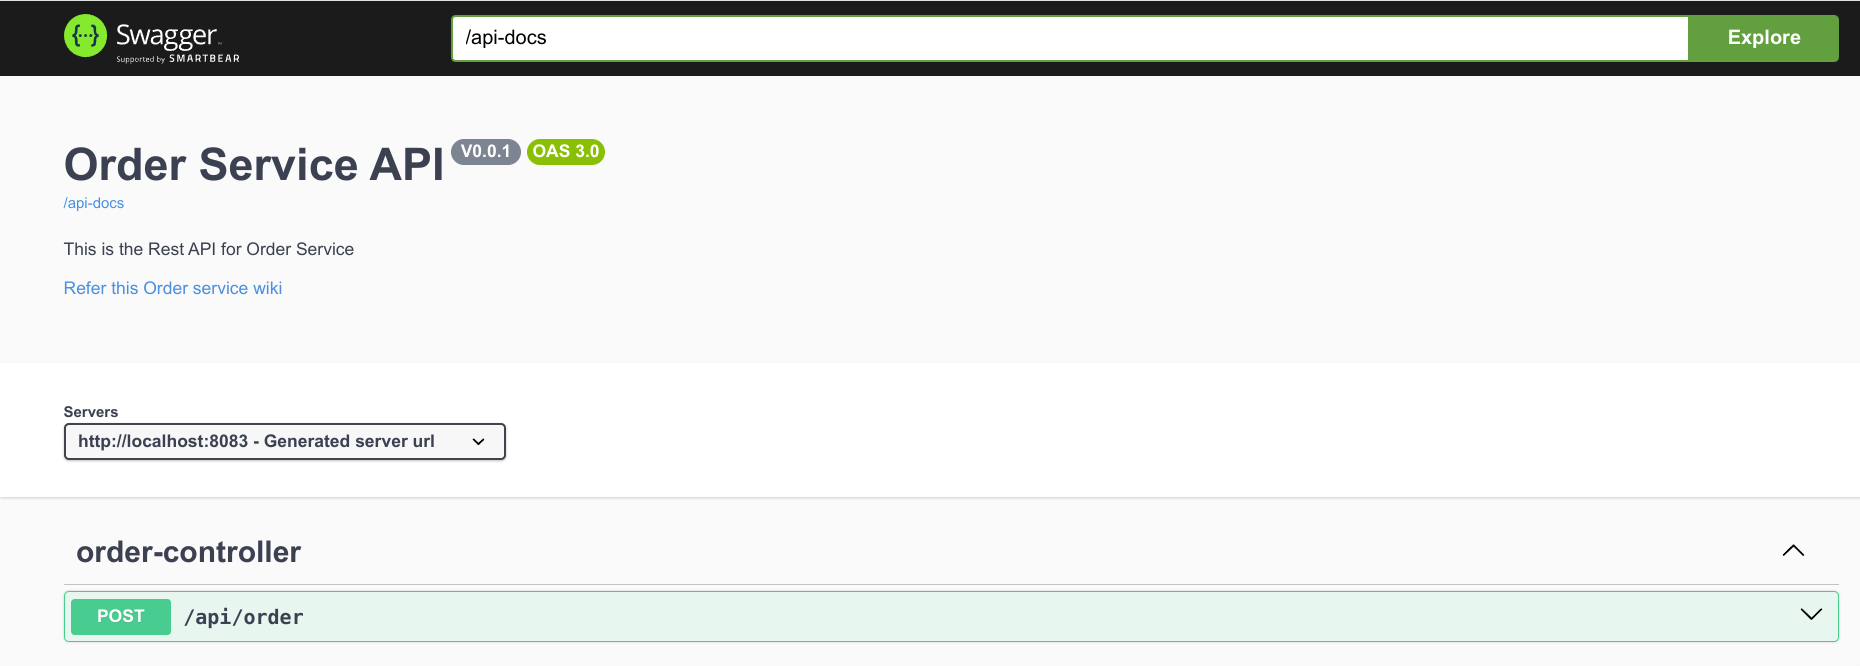 {···} Swagger
Supported by SMARTBEAR
/api-docs
Explore
Order Service API V0.0.1 OAS 3.0
/api-docs
This is the Rest API for Order Service
Refer this Order service wiki
Servers
http://localhost:8083 - Generated server url
order-controller
POST /api/order